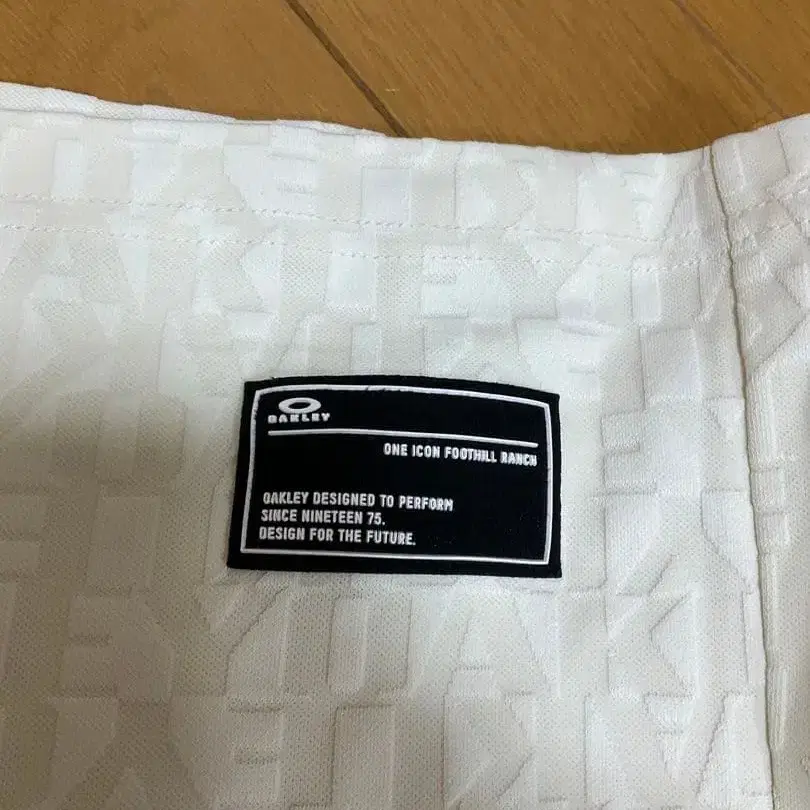 OAKLEY
ONE ICON FOOTHILL RANCH
OAKLEY DESIGNED TO PERFORM
SINCE NINETEEN 75.
DESIGN FOR THE FUTURE.